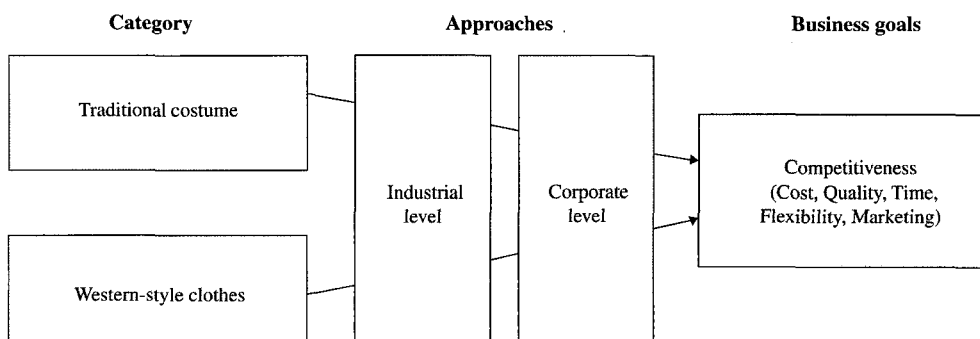 Category
Approaches
Business goals
Traditional costume
Industrial
level
Corporate
level
Competitiveness
(Cost, Quality, Time,
Flexibility, Marketing)
Western-style clothes